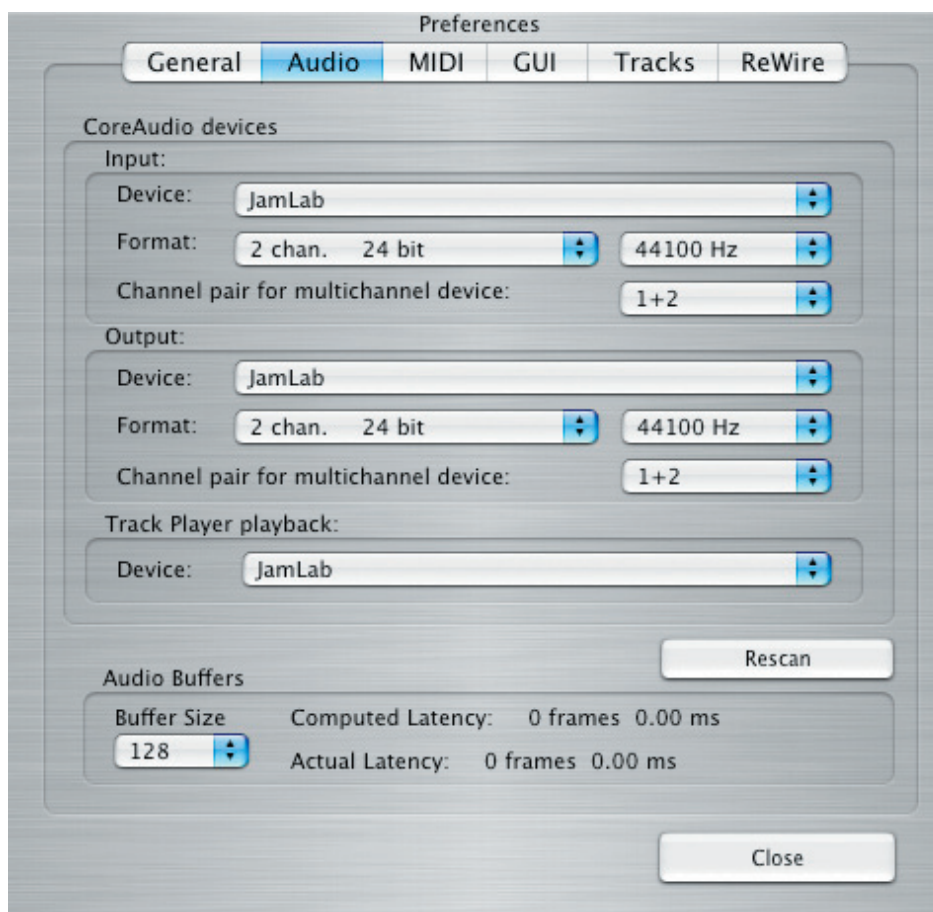 Preferences
General Audio MIDI GUI Tracks ReWire
CoreAudio devices
Input:
Device: JamLab
Format: 2 chan. 24 bit 44100 Hz
Channel pair for multichannel device: 1+2
Output:
Device: JamLab
Format: 2 chan. 24 bit 44100 Hz
Channel pair for multichannel device: 1+2
Track Player playback:
Device: JamLab
Rescan
Audio Buffers
Buffer Size Computed Latency: 0 frames 0.00 ms
128 Actual Latency: 0 frames 0.00 ms
Close